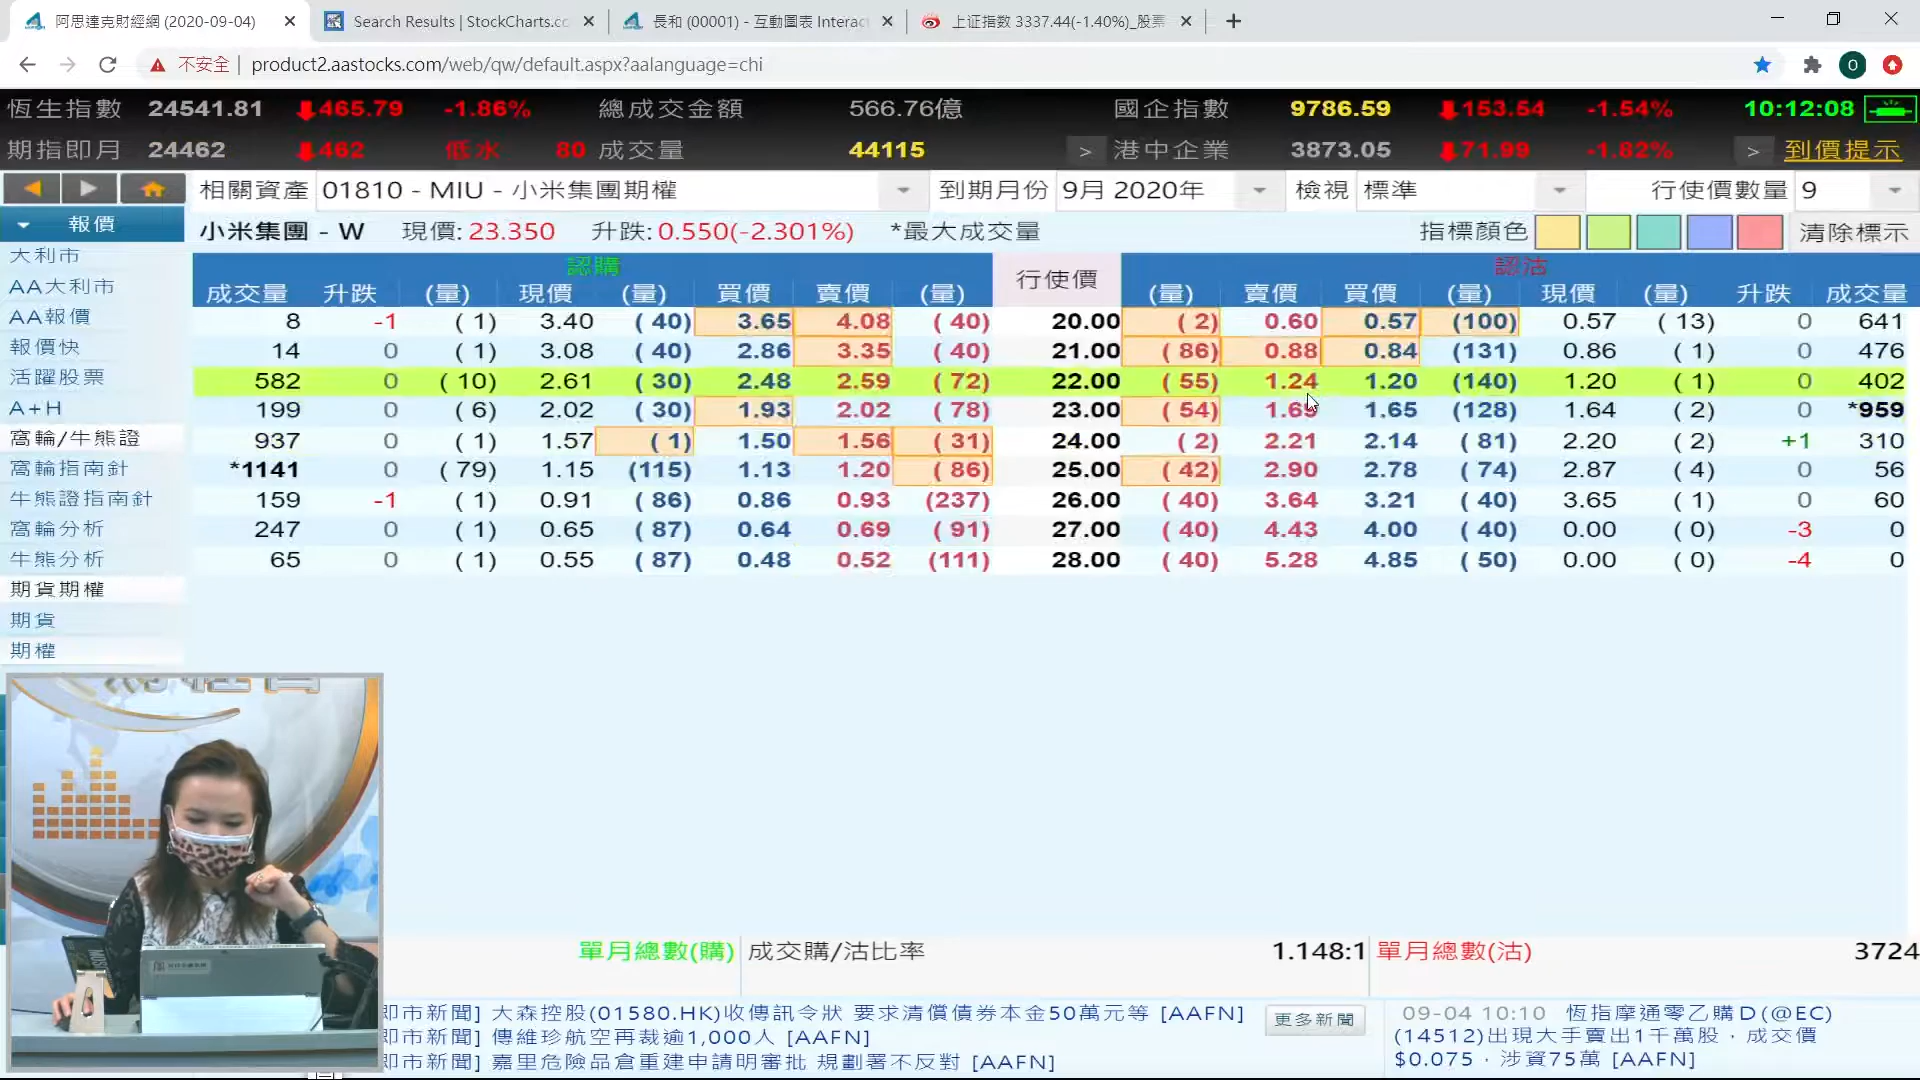 阿思達克財經網 (2020-09-04)
Search Results | StockCharts.co
長和 (00001) - 互動圖表 Interac
上证指数 3337.44(-1.40%)_股票
不安全 | product2.aastocks.com/web/qw/default.aspx?aalanguage=chi
O
恆生指數 24541.81 465.79 -1.86% 總成交金額 566.76億 國企指數 9786.59 153.54 -1.54% 10:12:08
期指即月 24462 462 低水 80 成交量 44115 > 港中企業 3873.05 71.99 -1.82% > 到價提示
相關資產 01810 - MIU - 小米集團期權 到期月份 9月 2020年 檢視 標準 行使價數量 9
小米集團 - W 現價: 23.350 升跌: 0.550(-2.301%) *最大成交量 指標顏色 清除標示
報價
大利市
AA大利市
AA報價
報價快
活躍股票
A+H
窩輪/牛熊證
窩輪指南針
牛熊證指南針
窩輪分析
牛熊分析
期貨期權
期貨
期權
認購 認沽
成交量 升跌 (量) 現價 (量) 買價 賣價 (量) 行使價 (量) 賣價 買價 (量) 現價 (量) 升跌 成交量
8 -1 ( 1) 3.40 ( 40) 3.65 4.08 ( 40) 20.00 ( 2) 0.60 0.57 (100) 0.57 ( 13) 0 641
14 0 ( 1) 3.08 ( 40) 2.86 3.35 ( 40) 21.00 ( 86) 0.88 0.84 (131) 0.86 ( 1) 0 476
582 0 ( 10) 2.61 ( 30) 2.48 2.59 ( 72) 22.00 ( 55) 1.24 1.20 (140) 1.20 ( 1) 0 402
199 0 ( 6) 2.02 ( 30) 1.93 2.02 ( 78) 23.00 ( 54) 1.69 1.65 (128) 1.64 ( 2) 0 *959
937 0 ( 1) 1.57 ( 1) 1.50 1.56 ( 31) 24.00 ( 2) 2.21 2.14 ( 81) 2.20 ( 2) +1 310
*1141 0 ( 79) 1.15 (115) 1.13 1.20 ( 86) 25.00 ( 42) 2.90 2.78 ( 74) 2.87 ( 4) 0 56
159 -1 ( 1) 0.91 ( 86) 0.86 0.93 (237) 26.00 ( 40) 3.64 3.21 ( 40) 3.65 ( 1) 0 60
247 0 ( 1) 0.65 ( 87) 0.64 0.69 ( 91) 27.00 ( 40) 4.43 4.00 ( 40) 0.00 ( 0) -3 0
65 0 ( 1) 0.55 ( 87) 0.48 0.52 (111) 28.00 ( 40) 5.28 4.85 ( 50) 0.00 ( 0) -4 0
單月總數(購) 成交購/沽比率 1.148:1 單月總數(沽) 3724
即市新聞] 大森控股(01580.HK)收傳訊令狀 要求清償債券本金50萬元等 [AAFN]
即市新聞] 傳維珍航空再裁逾1,000人 [AAFN]
即市新聞] 嘉里危險品倉重建申請明審批 規劃署不反對 [AAFN]
更多新聞
09-04 10:10 恆指摩通零乙購D(@EC)
(14512)出現大手賣出1千萬股，成交價
$0.075，涉資75萬 [AAFN]